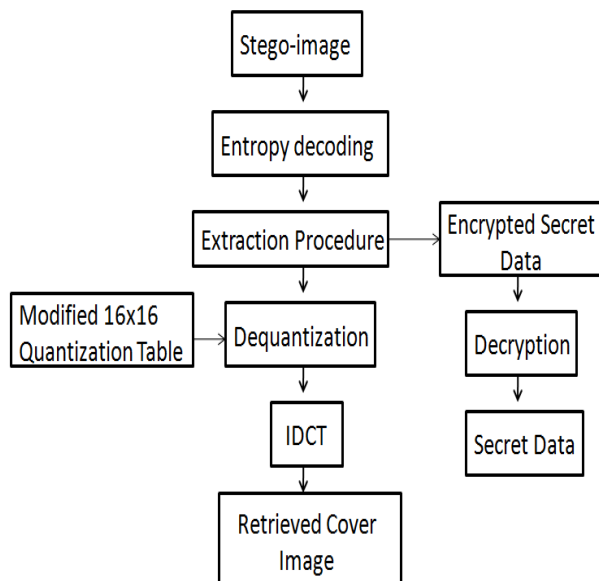 Stego-image
Entropy decoding
Extraction Procedure
Encrypted Secret
Data
Modified 16x16
Quantization Table
Dequantization
Decryption
IDCT
Secret Data
Retrieved Cover
Image